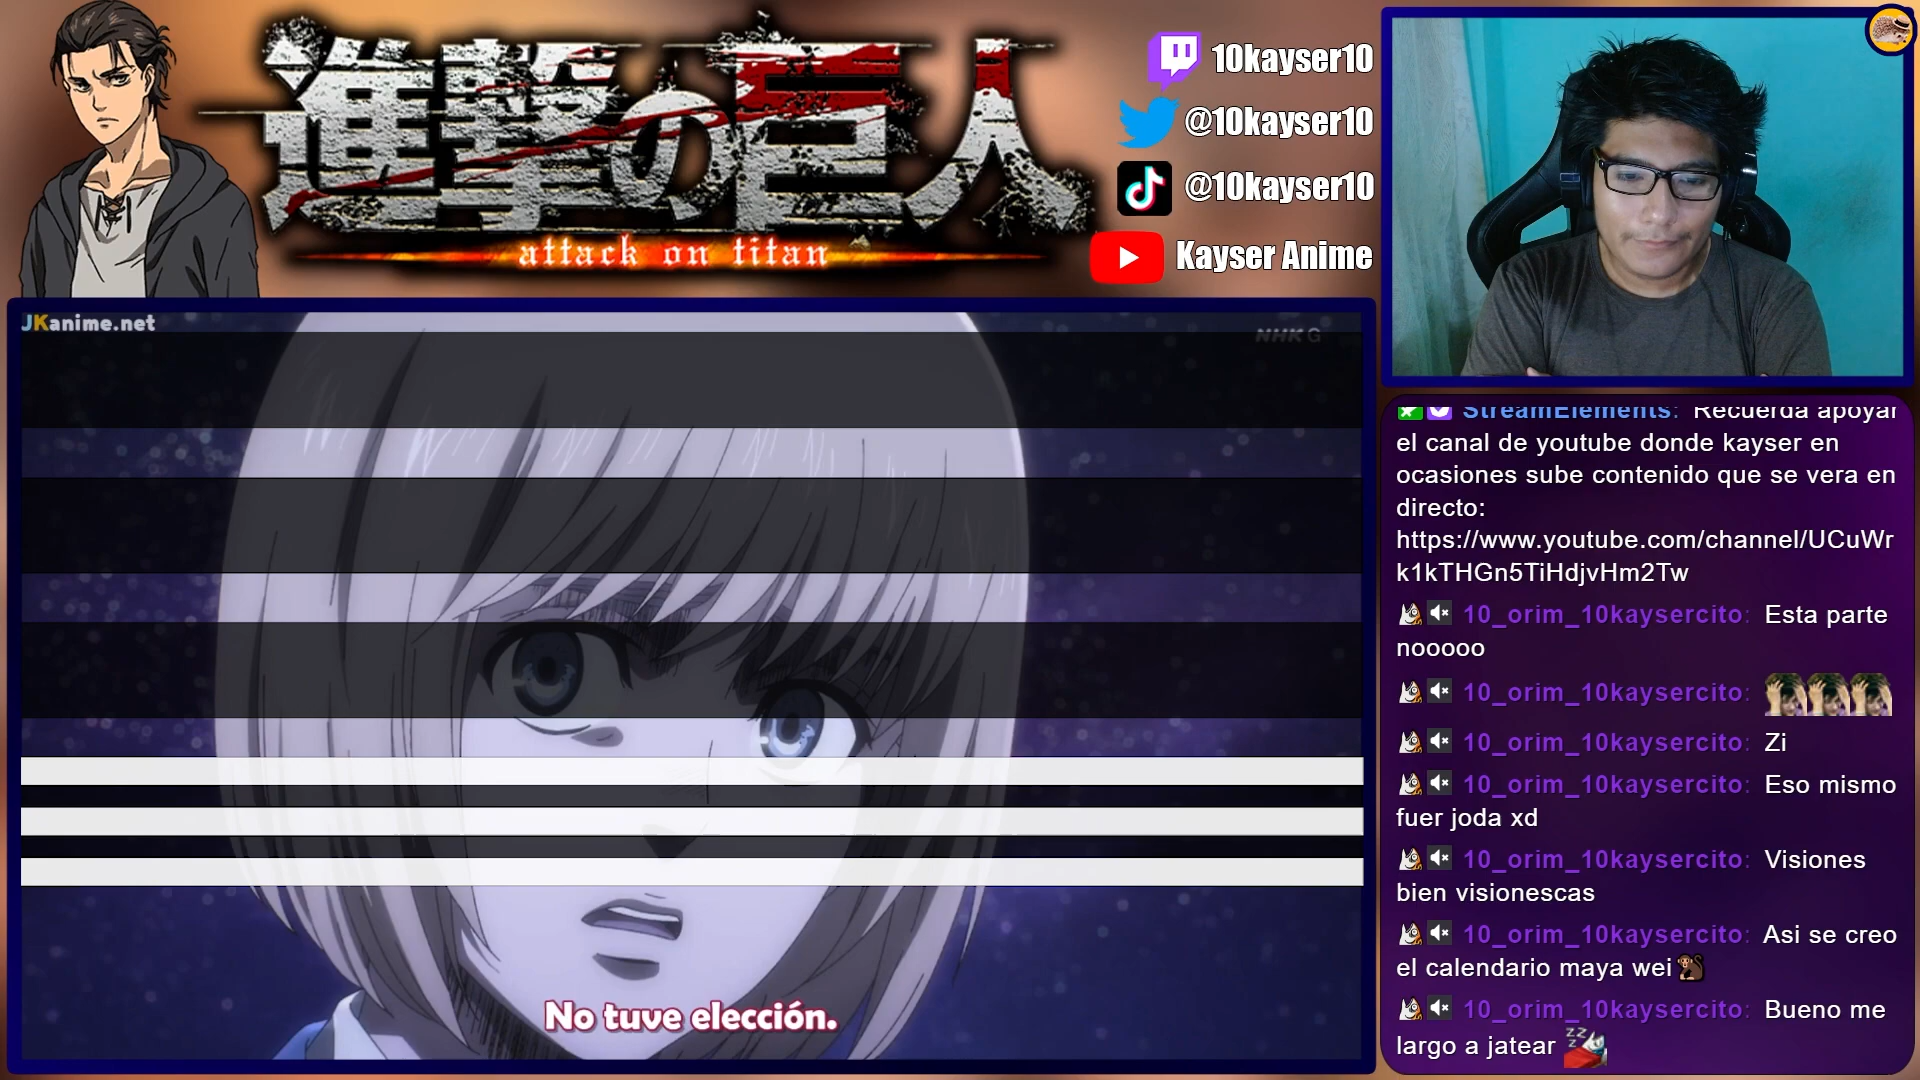 進撃の巨人
attack on titan
10kayser10
@10kayser10
@10kayser10
Kayser Anime
JKanime.net
NHK G
No tuve elección.
StreamElements: Recuerda apoyar
el canal de youtube donde kayser en
ocasiones sube contenido que se vera en
directo:
https://www.youtube.com/channel/UCuWr
k1kTHGn5TiHdjvHm2Tw
10_orim_10kaysercito: Esta parte
nooooo
10_orim_10kaysercito:
10_orim_10kaysercito: Zi
10_orim_10kaysercito: Eso mismo
fuer joda xd
10_orim_10kaysercito: Visiones
bien visionescas
10_orim_10kaysercito: Asi se creo
el calendario maya wei
10_orim_10kaysercito: Bueno me
largo a jatear